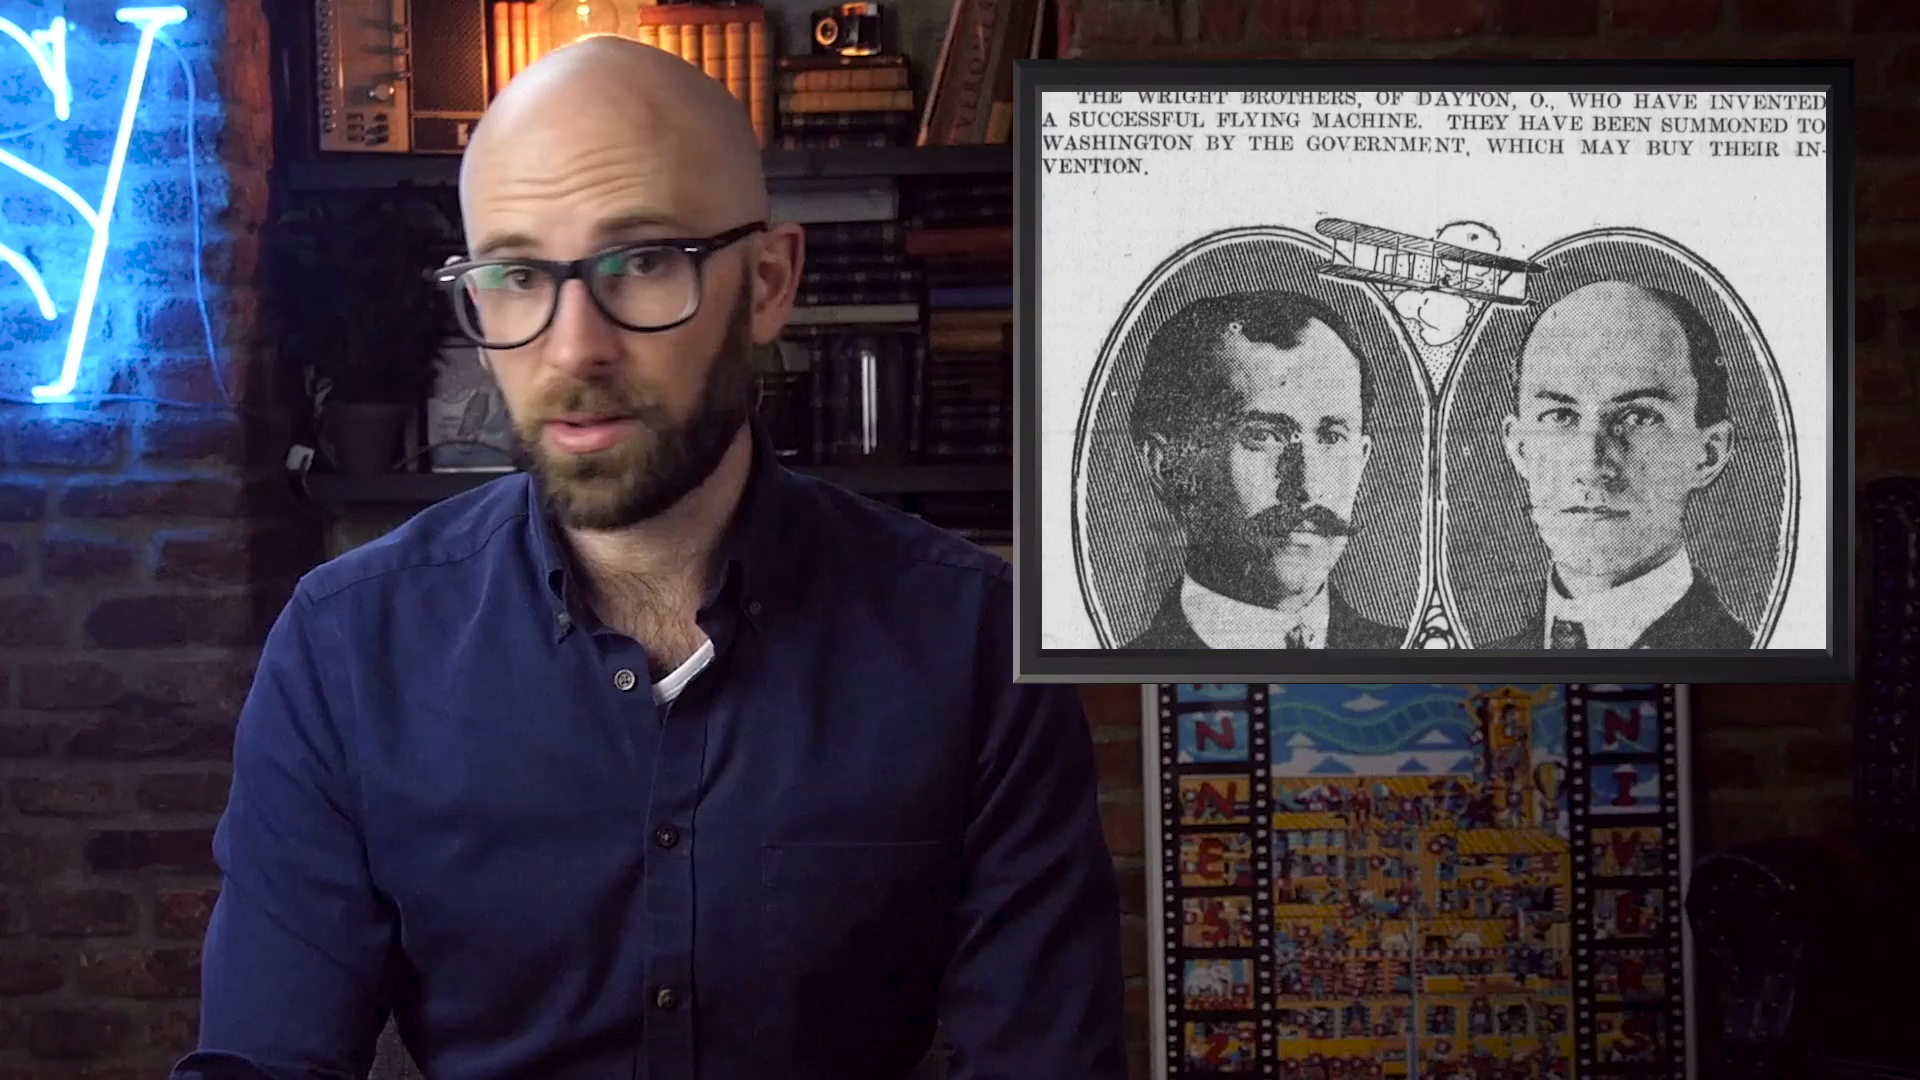 THE WRIGHT BROTHERS, OF DAYTON, O., WHO HAVE INVENTED
A SUCCESSFUL FLYING MACHINE. THEY HAVE BEEN SUMMONED TO
WASHINGTON BY THE GOVERNMENT, WHICH MAY BUY THEIR IN-
VENTION.